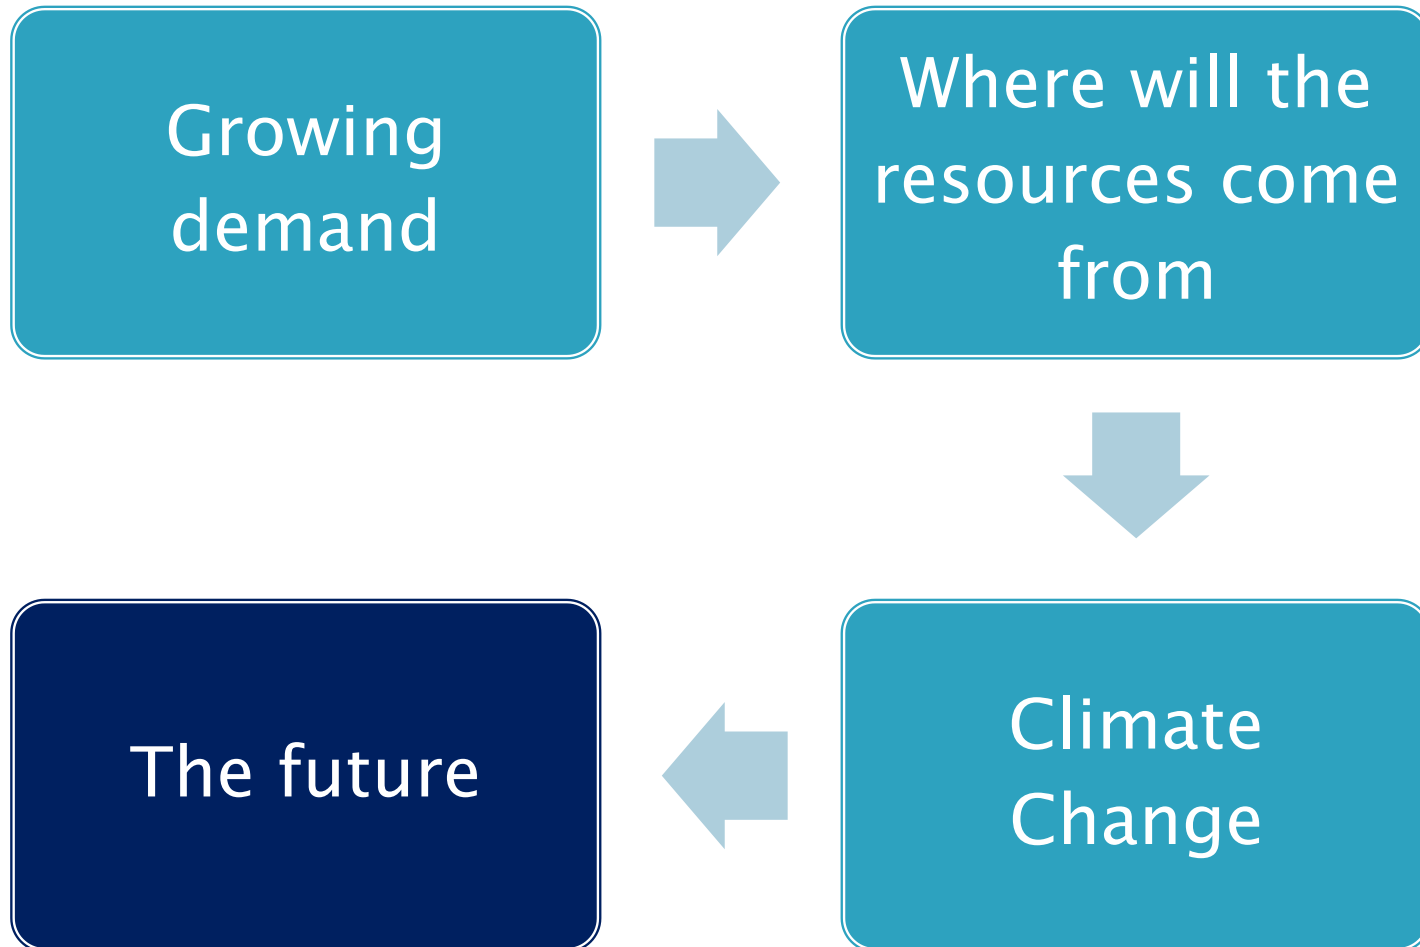 Growing
demand
Where will the
resources come
from
Climate
Change
The future